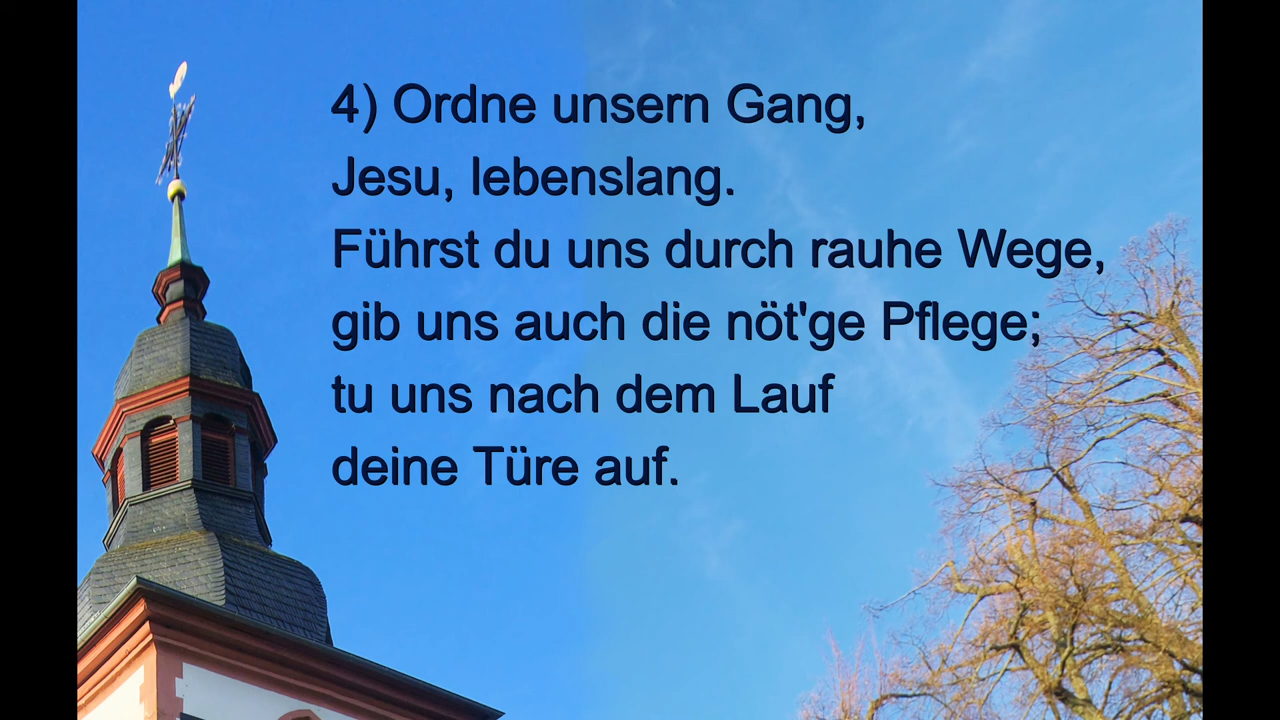 4) Ordne unsern Gang,
Jesu, lebenslang.
Führst du uns durch rauhe Wege,
gib uns auch die nöt'ge Pflege;
tu uns nach dem Lauf
deine Türe auf.